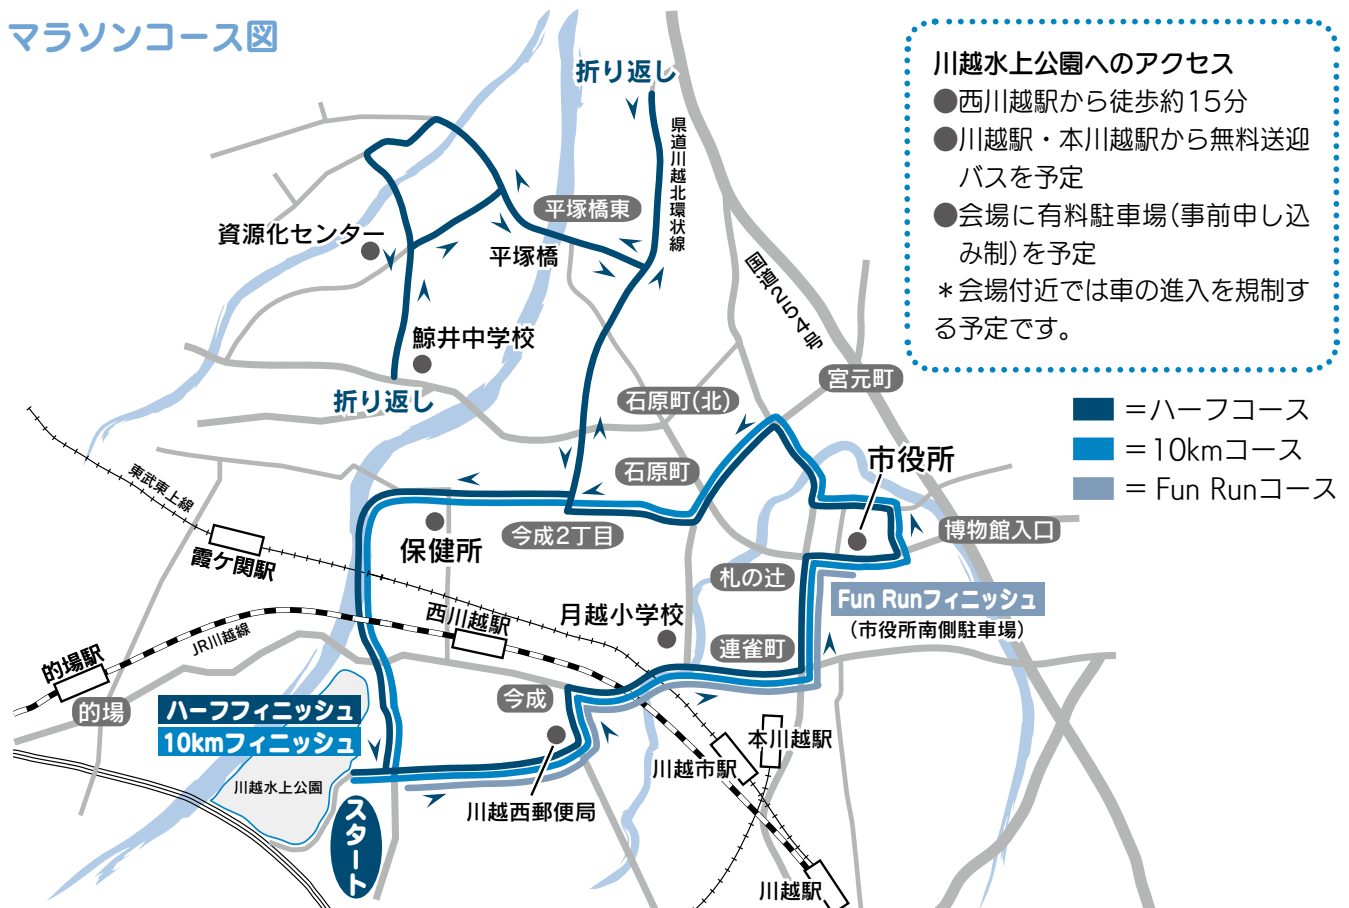 マラソンコース図
川越水上公園へのアクセス
●西川越駅から徒歩約15分
●川越駅・本川越駅から無料送迎
バスを予定
●会場に有料駐車場(事前申し込
み制)を予定
＊会場付近では車の進入を規制す
る予定です。
＝ハーフコース
＝10kmコース
＝ Fun Runコース
折り返し
県道川越北環状線
平塚橋東
資源化センター
平塚橋
国道254号
鯨井中学校
折り返し
宮元町
石原町(北)
石原町
市役所
東武東上線
今成2丁目
博物館入口
保健所
霞ケ関駅
札の辻
Fun Runフィニッシュ
(市役所南側駐車場)
西川越駅
月越小学校
JR川越線
連雀町
的場駅
的場
今成
ハーフフィニッシュ
10kmフィニッシュ
本川越駅
川越市駅
川越水上公園
川越西郵便局
スタート
川越駅